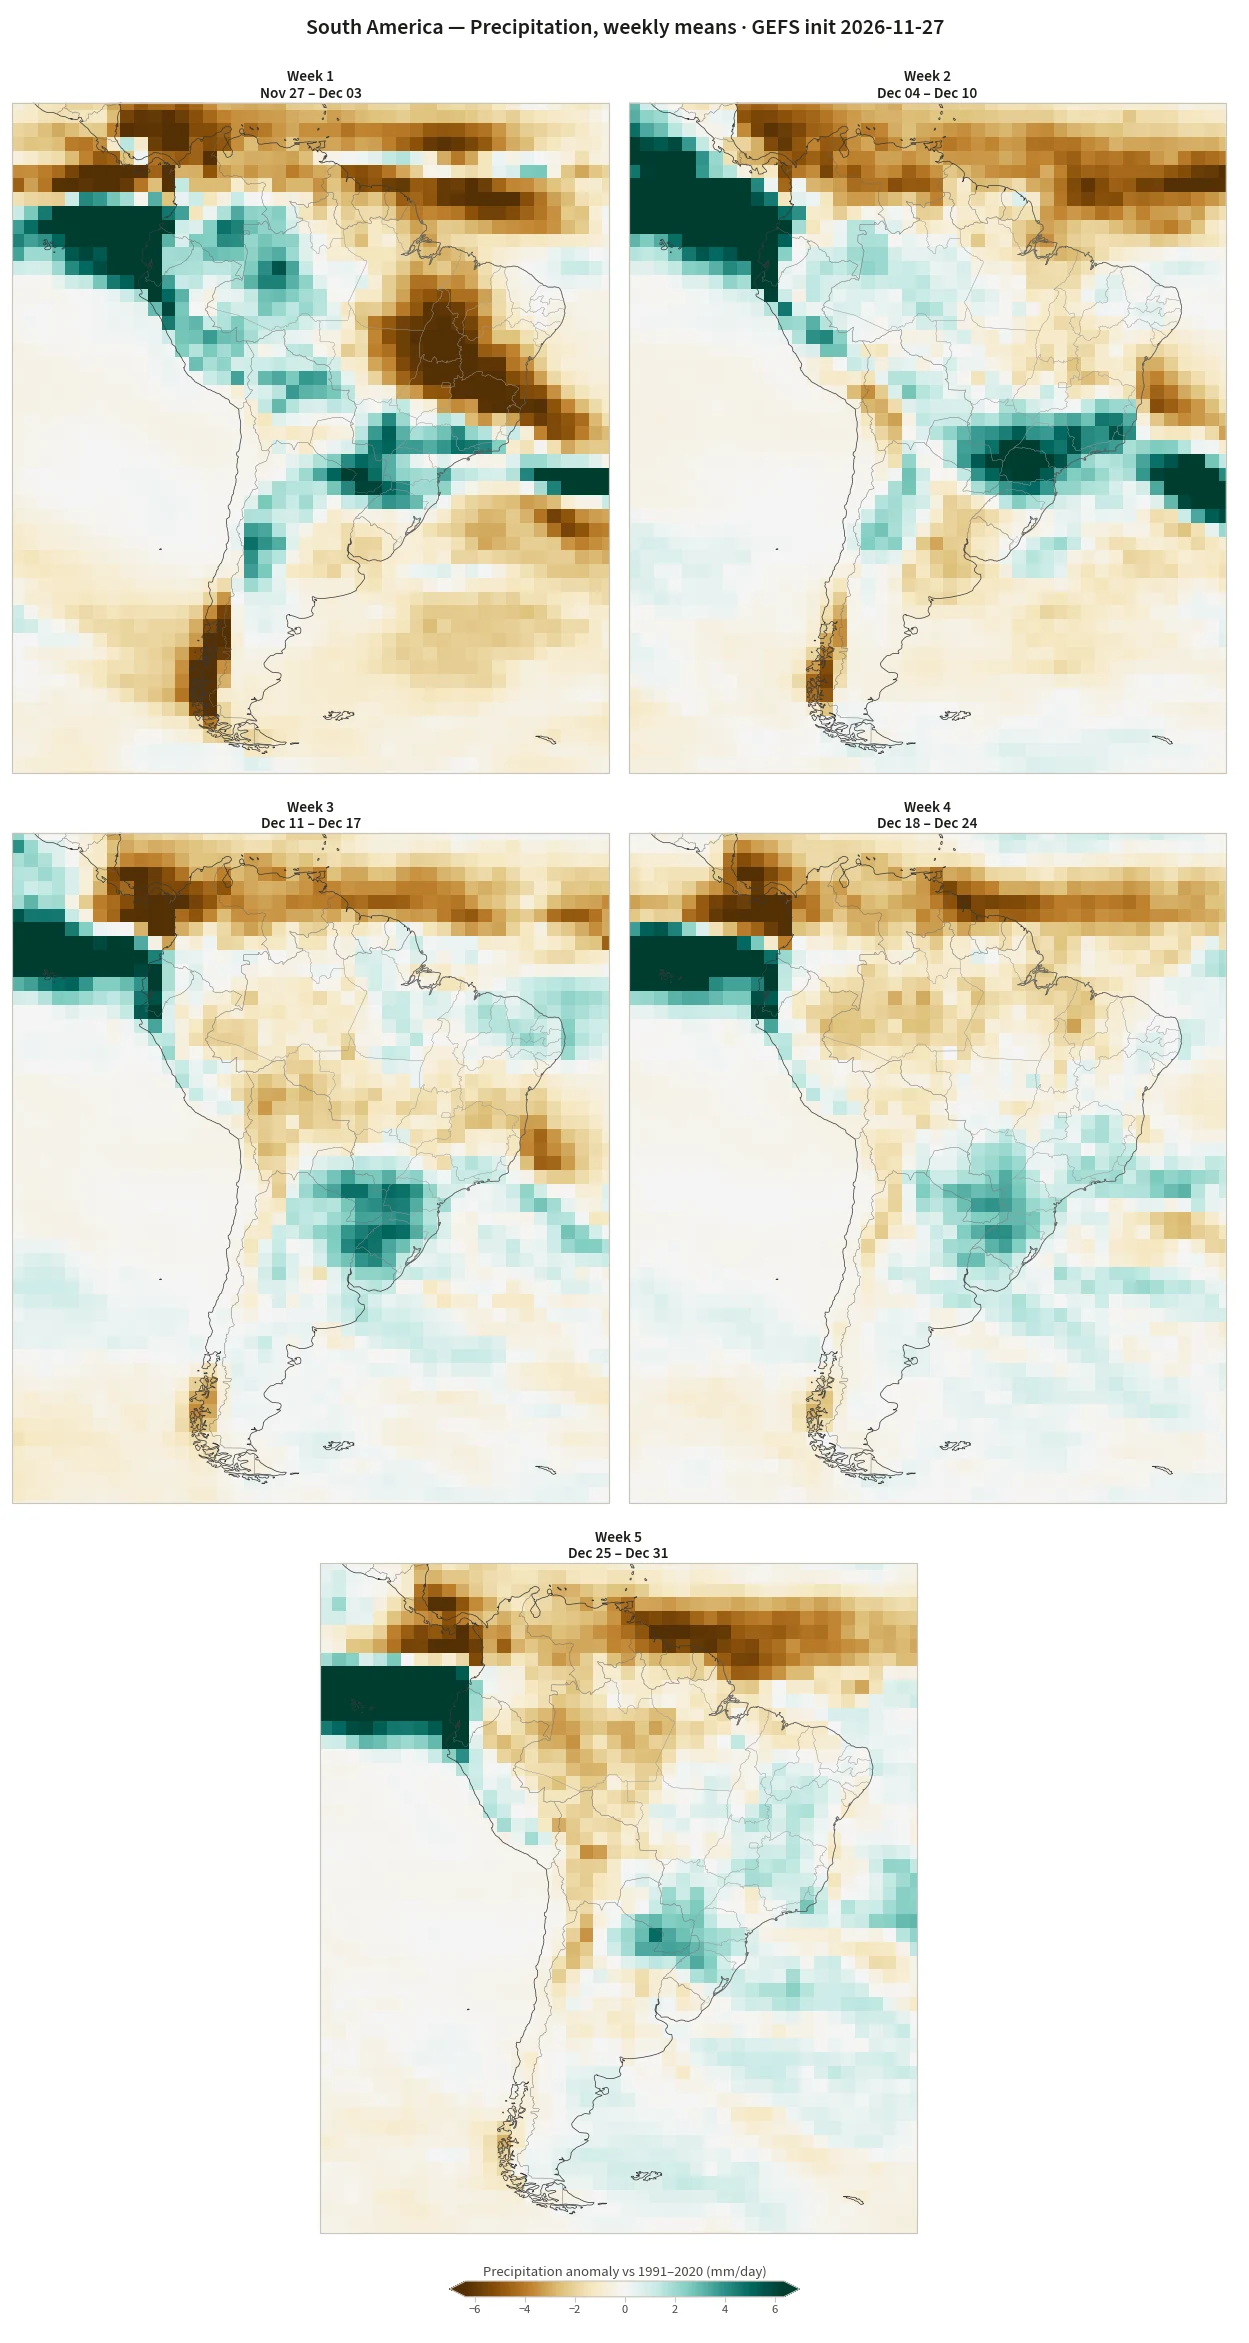 South America — Precipitation, weekly means · GEFS init 2026-11-27
Week 1
Nov 27 – Dec 03
Week 2
Dec 04 – Dec 10
Week 3
Dec 11 – Dec 17
Week 4
Dec 18 – Dec 24
Week 5
Dec 25 – Dec 31
Precipitation anomaly vs 1991–2020 (mm/day)
−6 −4 −2 0 2 4 6